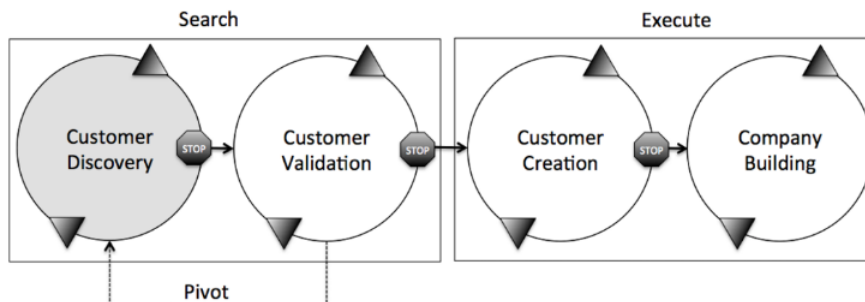 Search
Execute
Customer
Discovery
STOP
Customer
Validation
STOP
Customer
Creation
STOP
Company
Building
Pivot